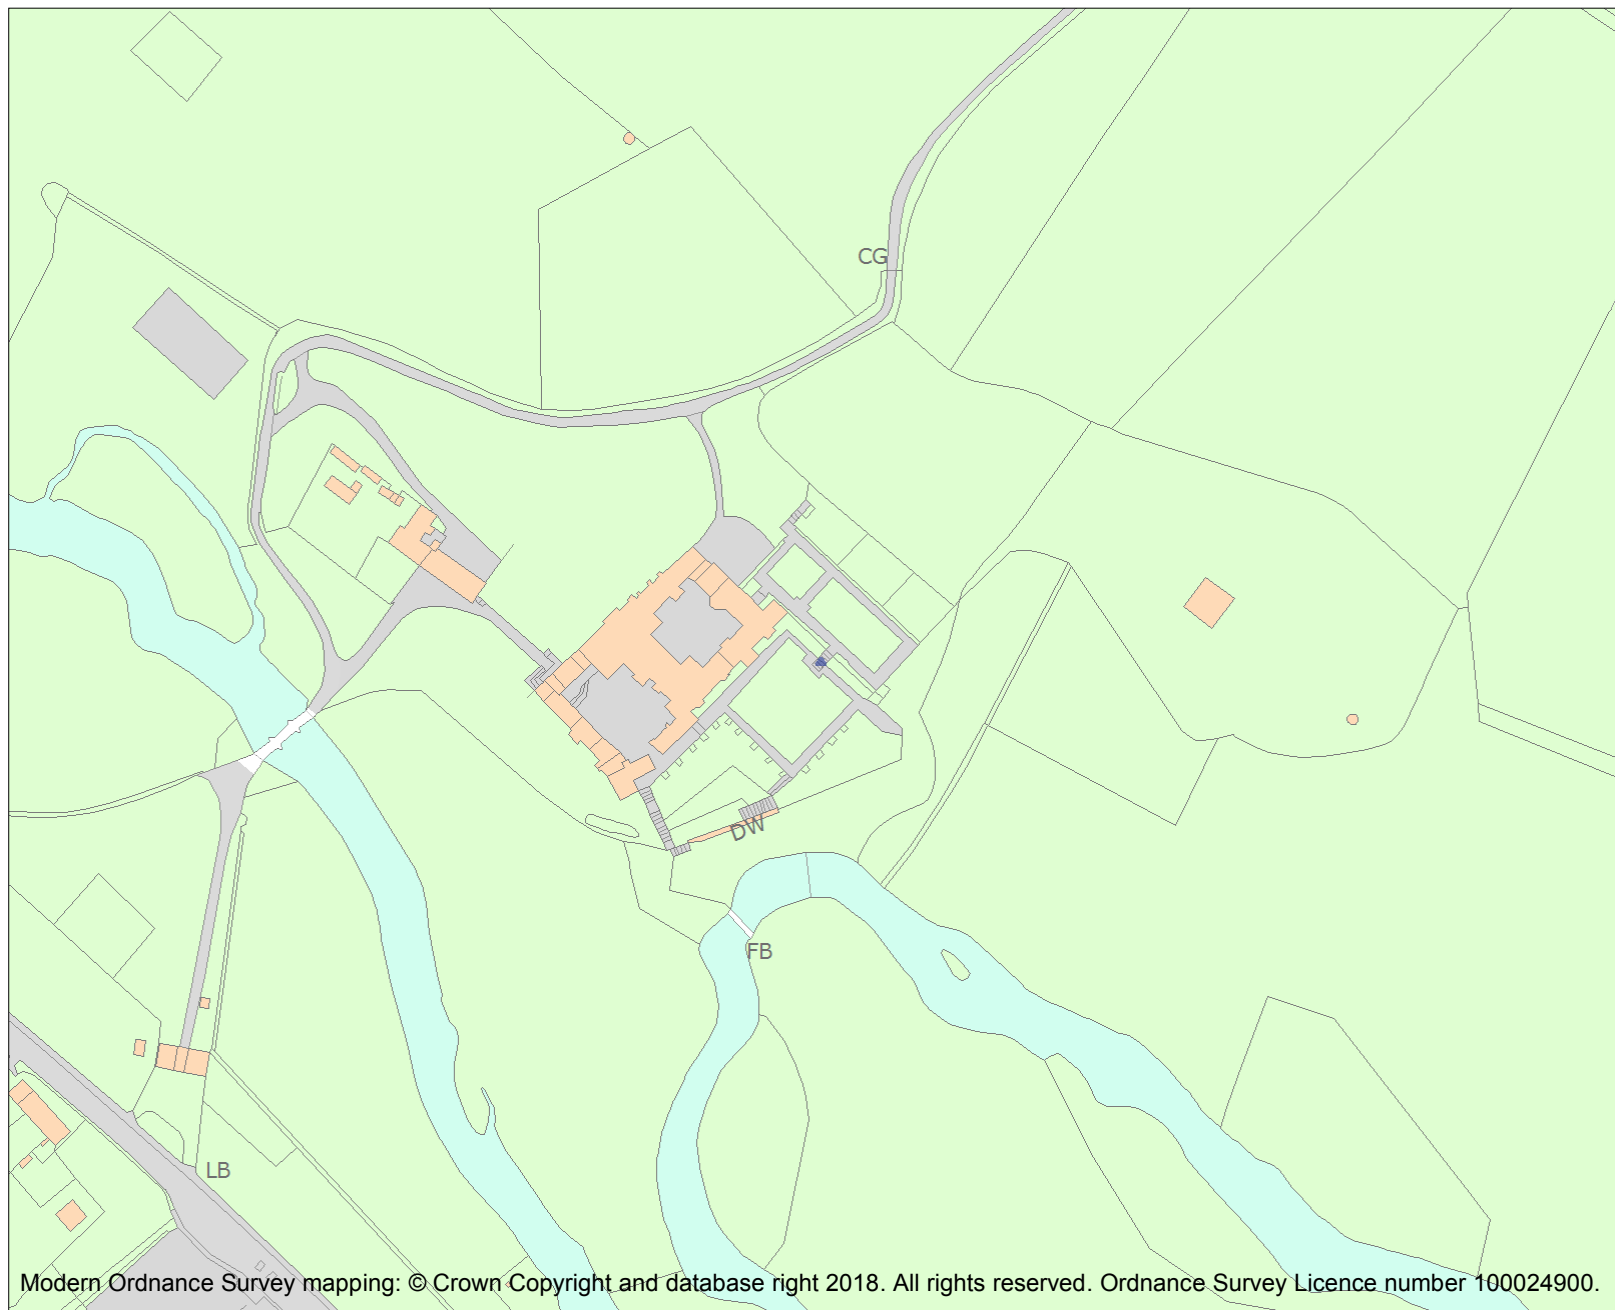 CG
DW
FB
LB
Modern Ordnance Survey mapping: © Crown Copyright and database right 2018. All rights reserved. Ordnance Survey Licence number 100024900.